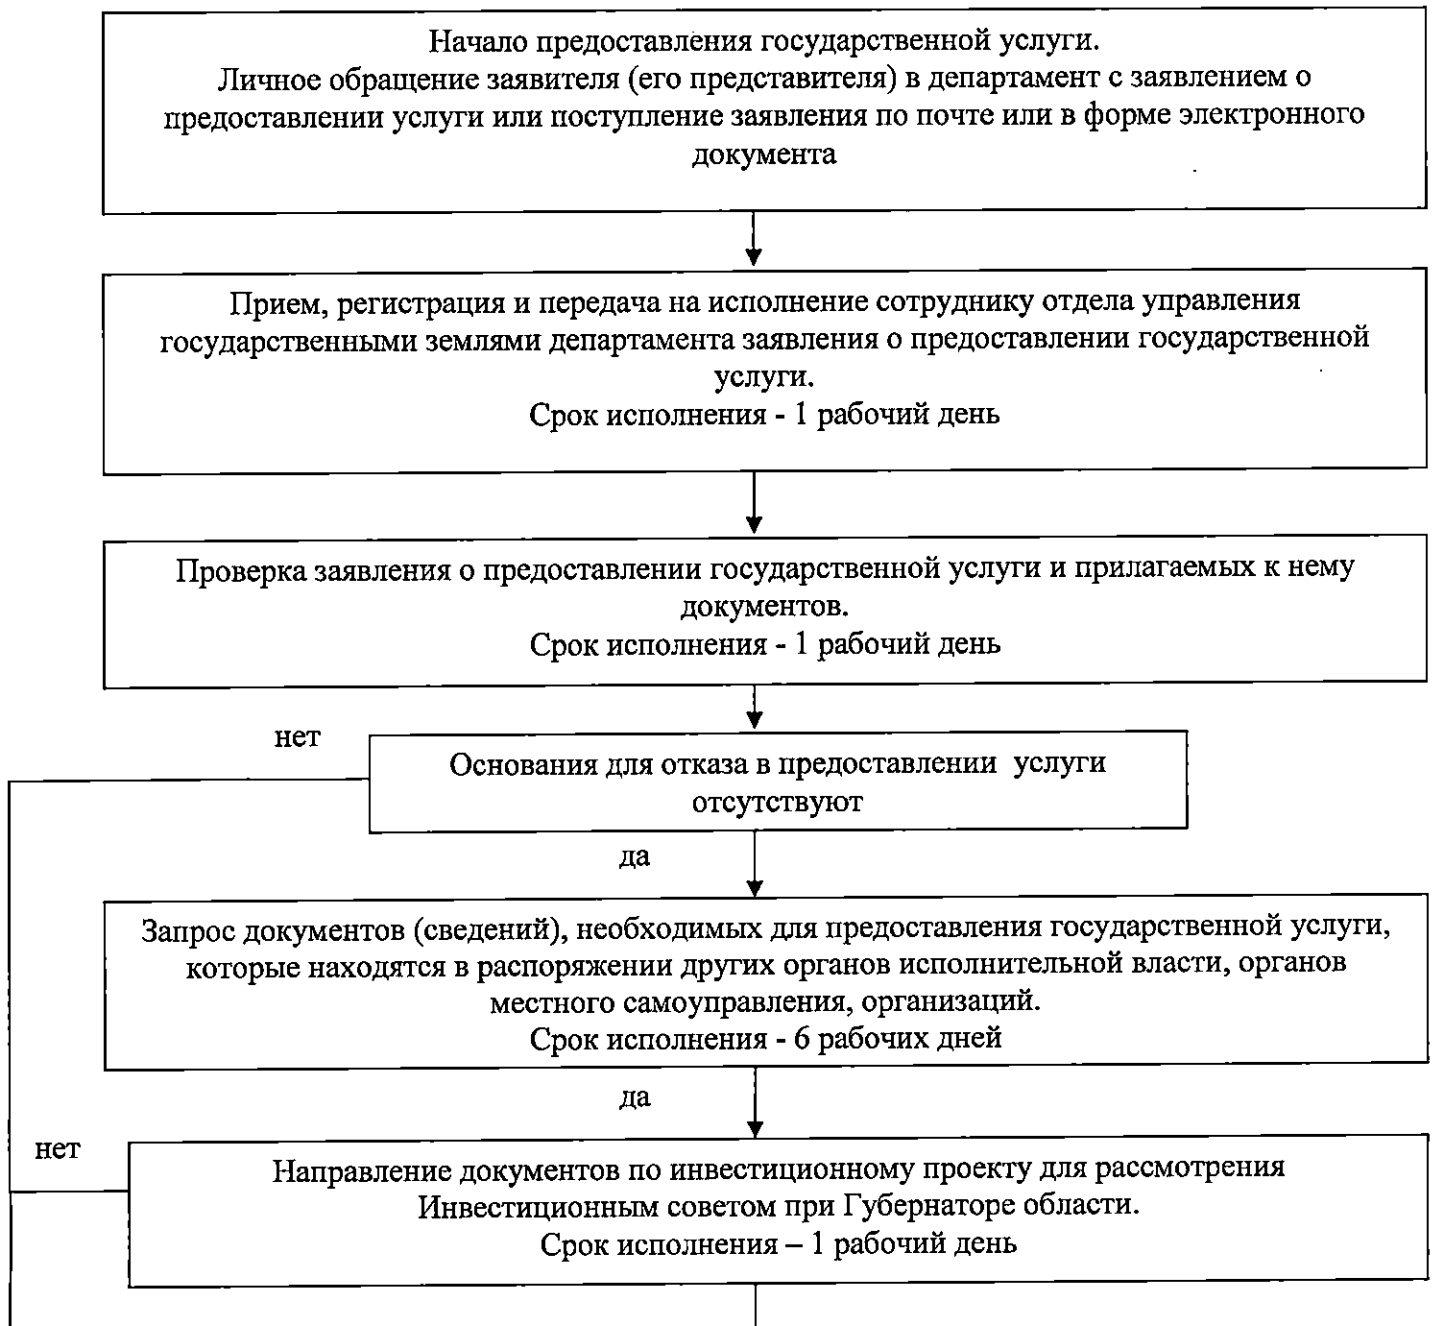 Начало предоставления государственной услуги.
Личное обращение заявителя (его представителя) в департамент с заявлением о
предоставлении услуги или поступление заявления по почте или в форме электронного
документа
Прием, регистрация и передача на исполнение сотруднику отдела управления
государственными землями департамента заявления о предоставлении государственной
услуги.
Срок исполнения - 1 рабочий день
Проверка заявления о предоставлении государственной услуги и прилагаемых к нему
документов.
Срок исполнения - 1 рабочий день
нет
Основания для отказа в предоставлении услуги
отсутствуют
да
Запрос документов (сведений), необходимых для предоставления государственной услуги,
которые находятся в распоряжении других органов исполнительной власти, органов
местного самоуправления, организаций.
Срок исполнения - 6 рабочих дней
да
нет
Направление документов по инвестиционному проекту для рассмотрения
Инвестиционным советом при Губернаторе области.
Срок исполнения – 1 рабочий день